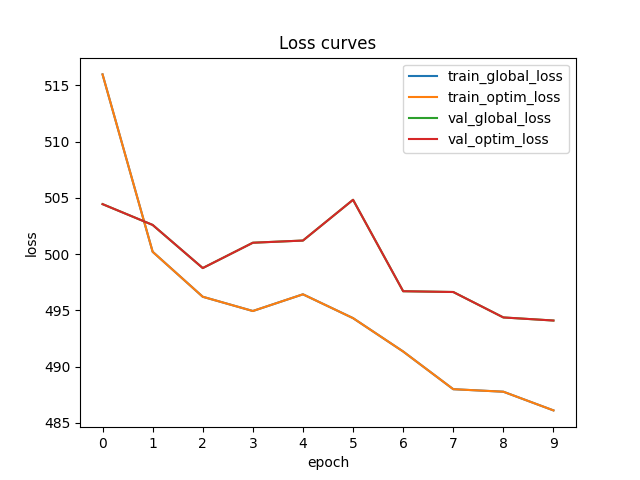 Loss curves
train_global_loss
train_optim_loss
val_global_loss
val_optim_loss
515
510
505
500
495
490
485
loss
0 1 2 3 4 5 6 7 8 9
epoch